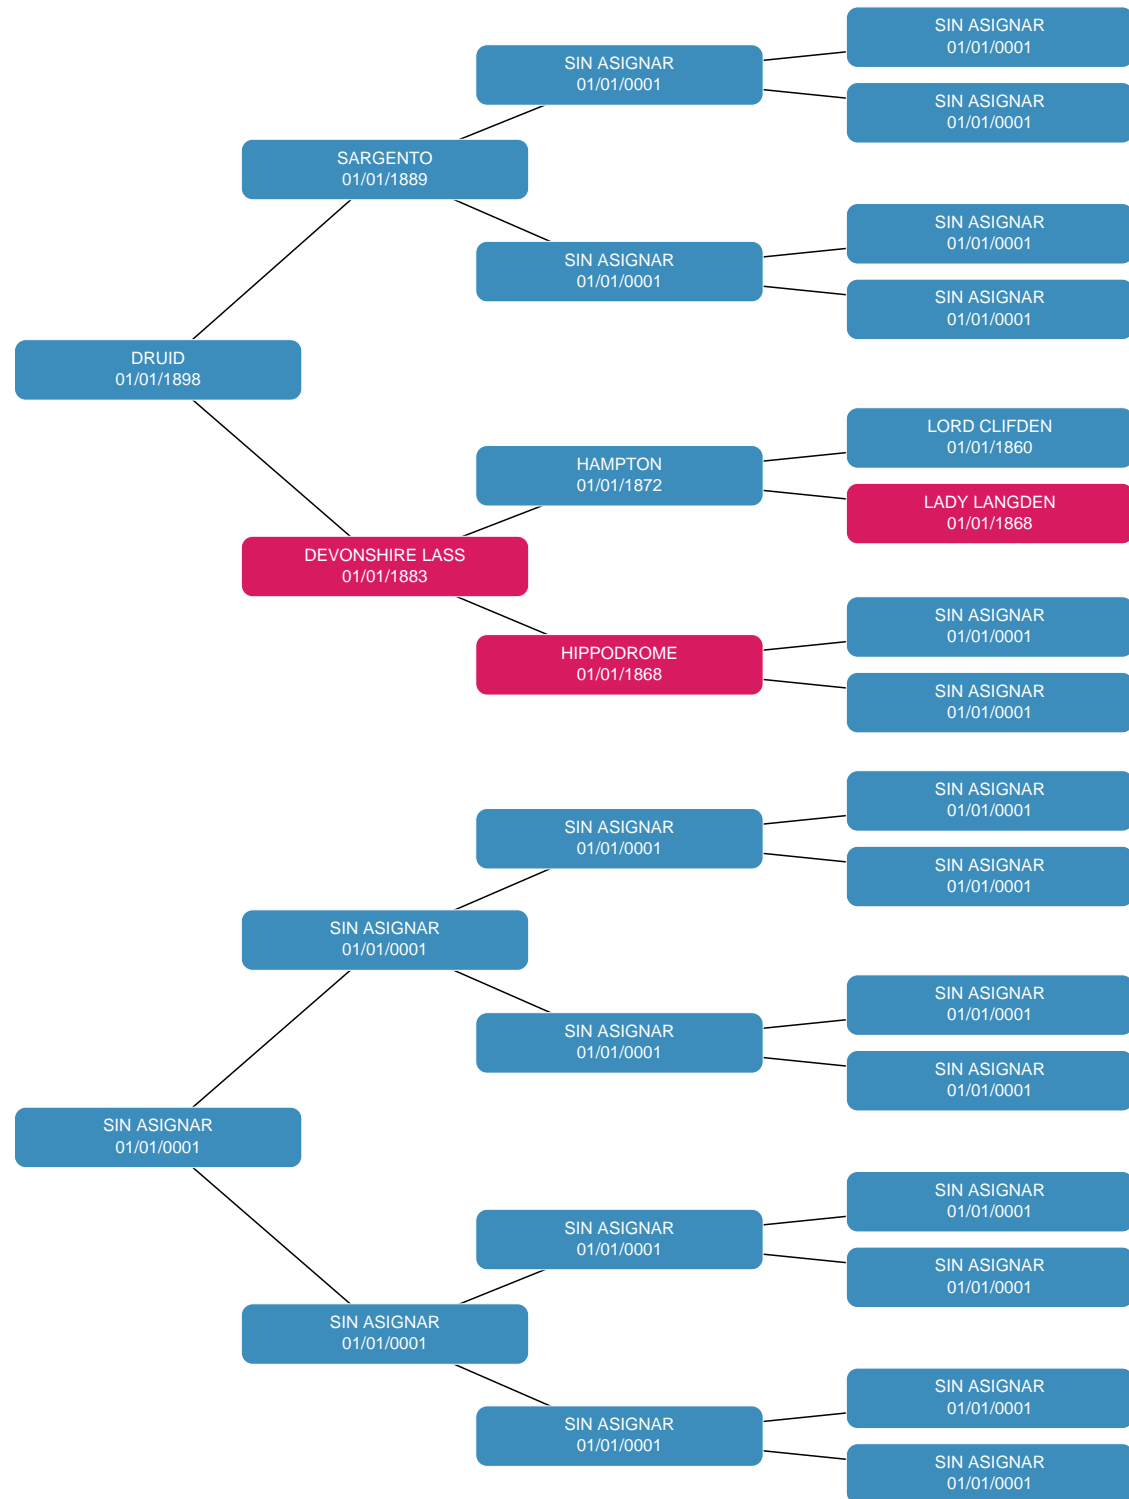 SIN ASIGNAR
01/01/0001
SIN ASIGNAR
01/01/0001
SIN ASIGNAR
01/01/0001
SARGENTO
01/01/1889
SIN ASIGNAR
01/01/0001
SIN ASIGNAR
01/01/0001
SIN ASIGNAR
01/01/0001
DRUID
01/01/1898
LORD CLIFDEN
01/01/1860
HAMPTON
01/01/1872
LADY LANGDEN
01/01/1868
DEVONSHIRE LASS
01/01/1883
SIN ASIGNAR
01/01/0001
HIPPODROME
01/01/1868
SIN ASIGNAR
01/01/0001
SIN ASIGNAR
01/01/0001
SIN ASIGNAR
01/01/0001
SIN ASIGNAR
01/01/0001
SIN ASIGNAR
01/01/0001
SIN ASIGNAR
01/01/0001
SIN ASIGNAR
01/01/0001
SIN ASIGNAR
01/01/0001
SIN ASIGNAR
01/01/0001
SIN ASIGNAR
01/01/0001
SIN ASIGNAR
01/01/0001
SIN ASIGNAR
01/01/0001
SIN ASIGNAR
01/01/0001
SIN ASIGNAR
01/01/0001
SIN ASIGNAR
01/01/0001
SIN ASIGNAR
01/01/0001
SIN ASIGNAR
01/01/0001